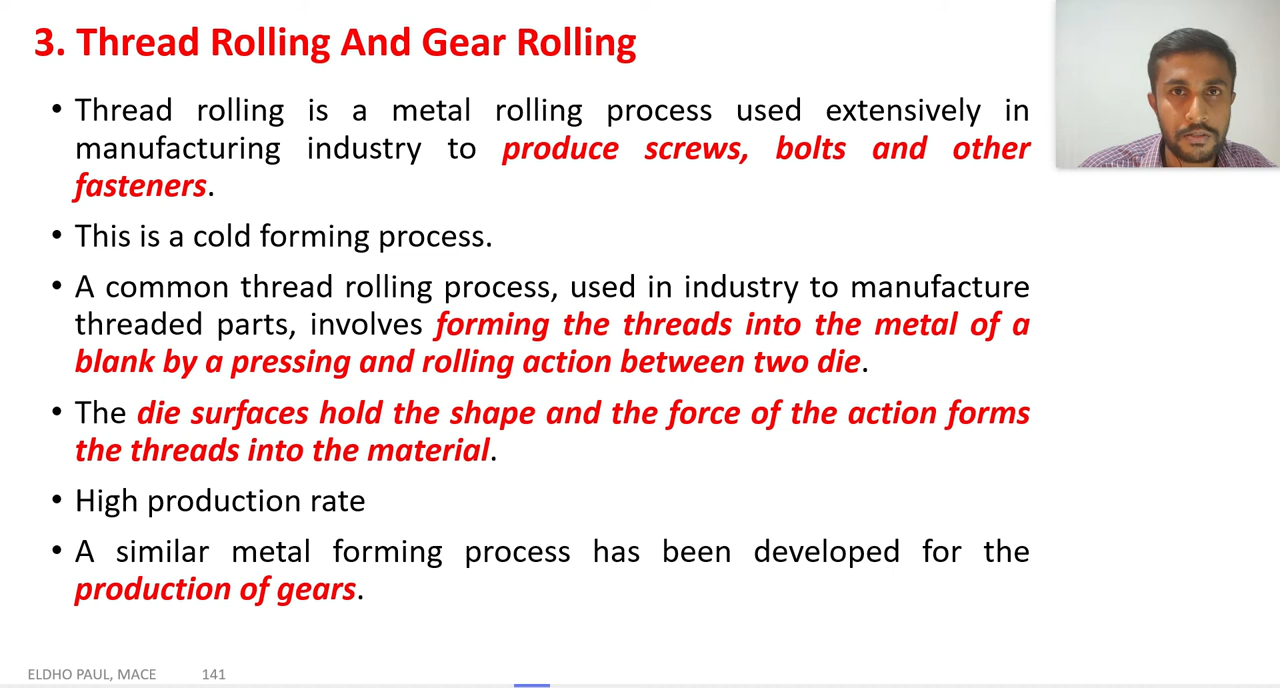 3. Thread Rolling And Gear Rolling
• Thread rolling is a metal rolling process used extensively in
manufacturing industry to produce screws, bolts and other
fasteners.
• This is a cold forming process.
• A common thread rolling process, used in industry to manufacture
threaded parts, involves forming the threads into the metal of a
blank by a pressing and rolling action between two die.
• The die surfaces hold the shape and the force of the action forms
the threads into the material.
• High production rate
• A similar metal forming process has been developed for the
production of gears.
ELDHO PAUL, MACE 141